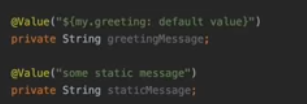 @Value("${my.greeting: default value}")
private String greetingMessage;
@Value("some static message")
private String staticMessage;